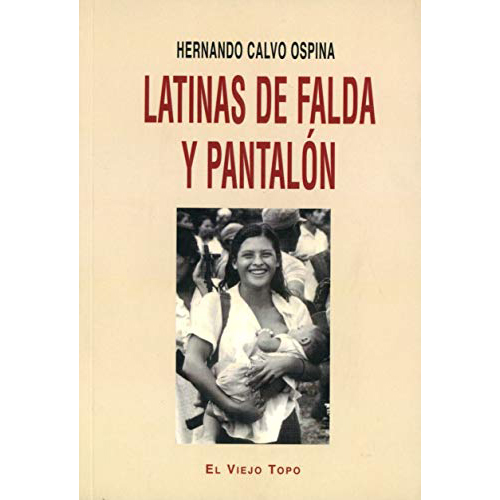 HERNANDO CALVO OSPINA
LATINAS DE FALDA
Y PANTALÓN
EL VIEJO TOPO